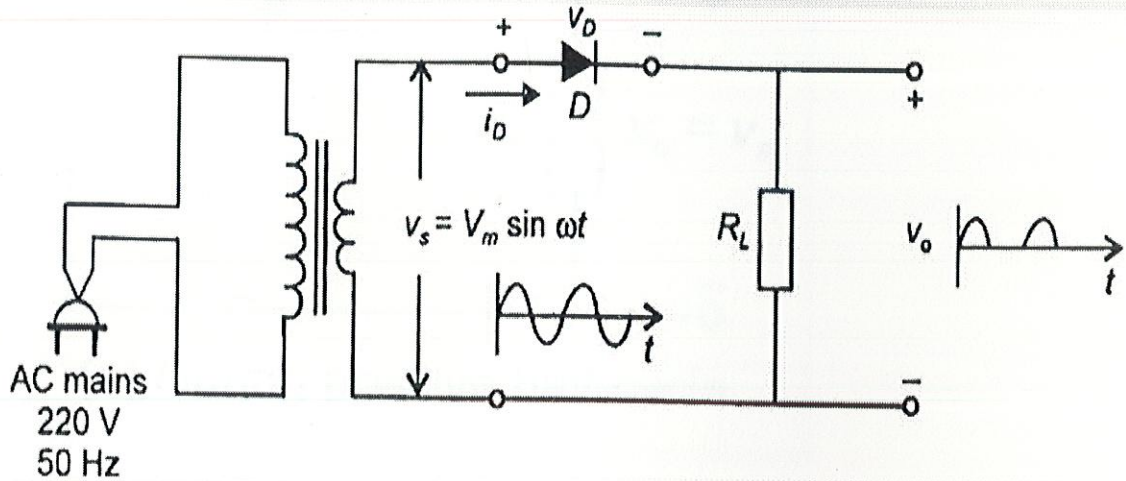 + v_D −
i_D D
v_s = V_m sin ωt
R_L
+
v_o
t
t
−
AC mains
220 V
50 Hz